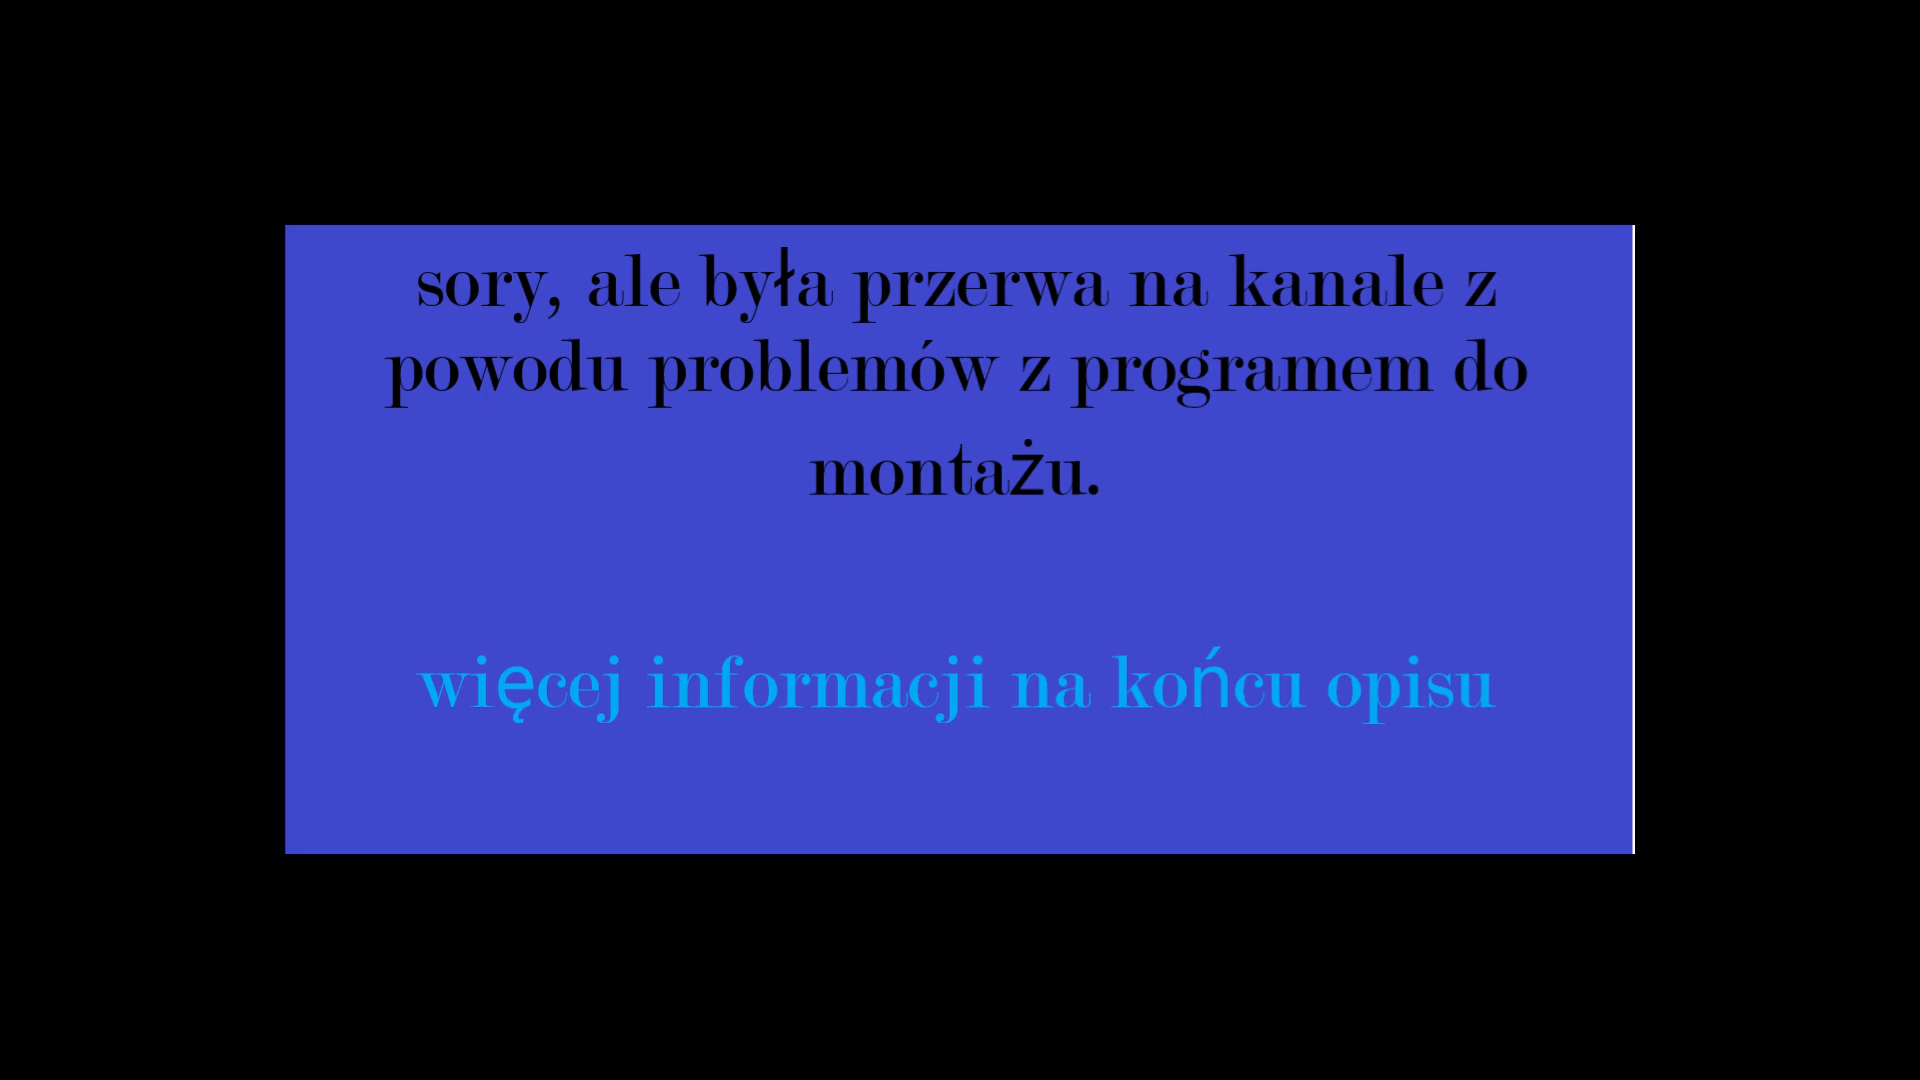 sory, ale była przerwa na kanale z
powodu problemów z programem do
montażu.
więcej informacji na końcu opisu